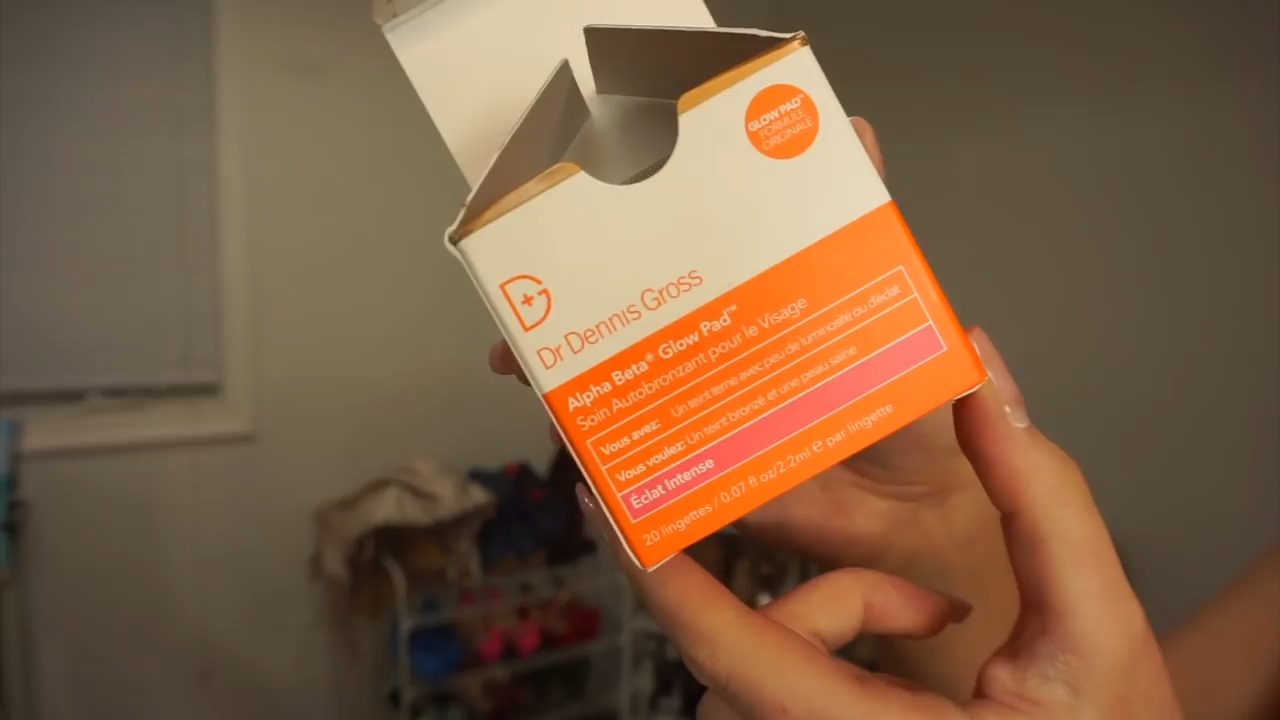 GLOW PAD™
FORMULE
ORIGINALE
Dr Dennis Gross
Alpha Beta® Glow Pad™
Soin Autobronzant pour le Visage
Vous avez: Un teint terne avec peu de luminosité ou d'éclat
Vous voulez: Un teint bronzé et une peau saine
Éclat Intense
20 lingettes / 0.07 fl oz/2.2ml ℮ par lingette